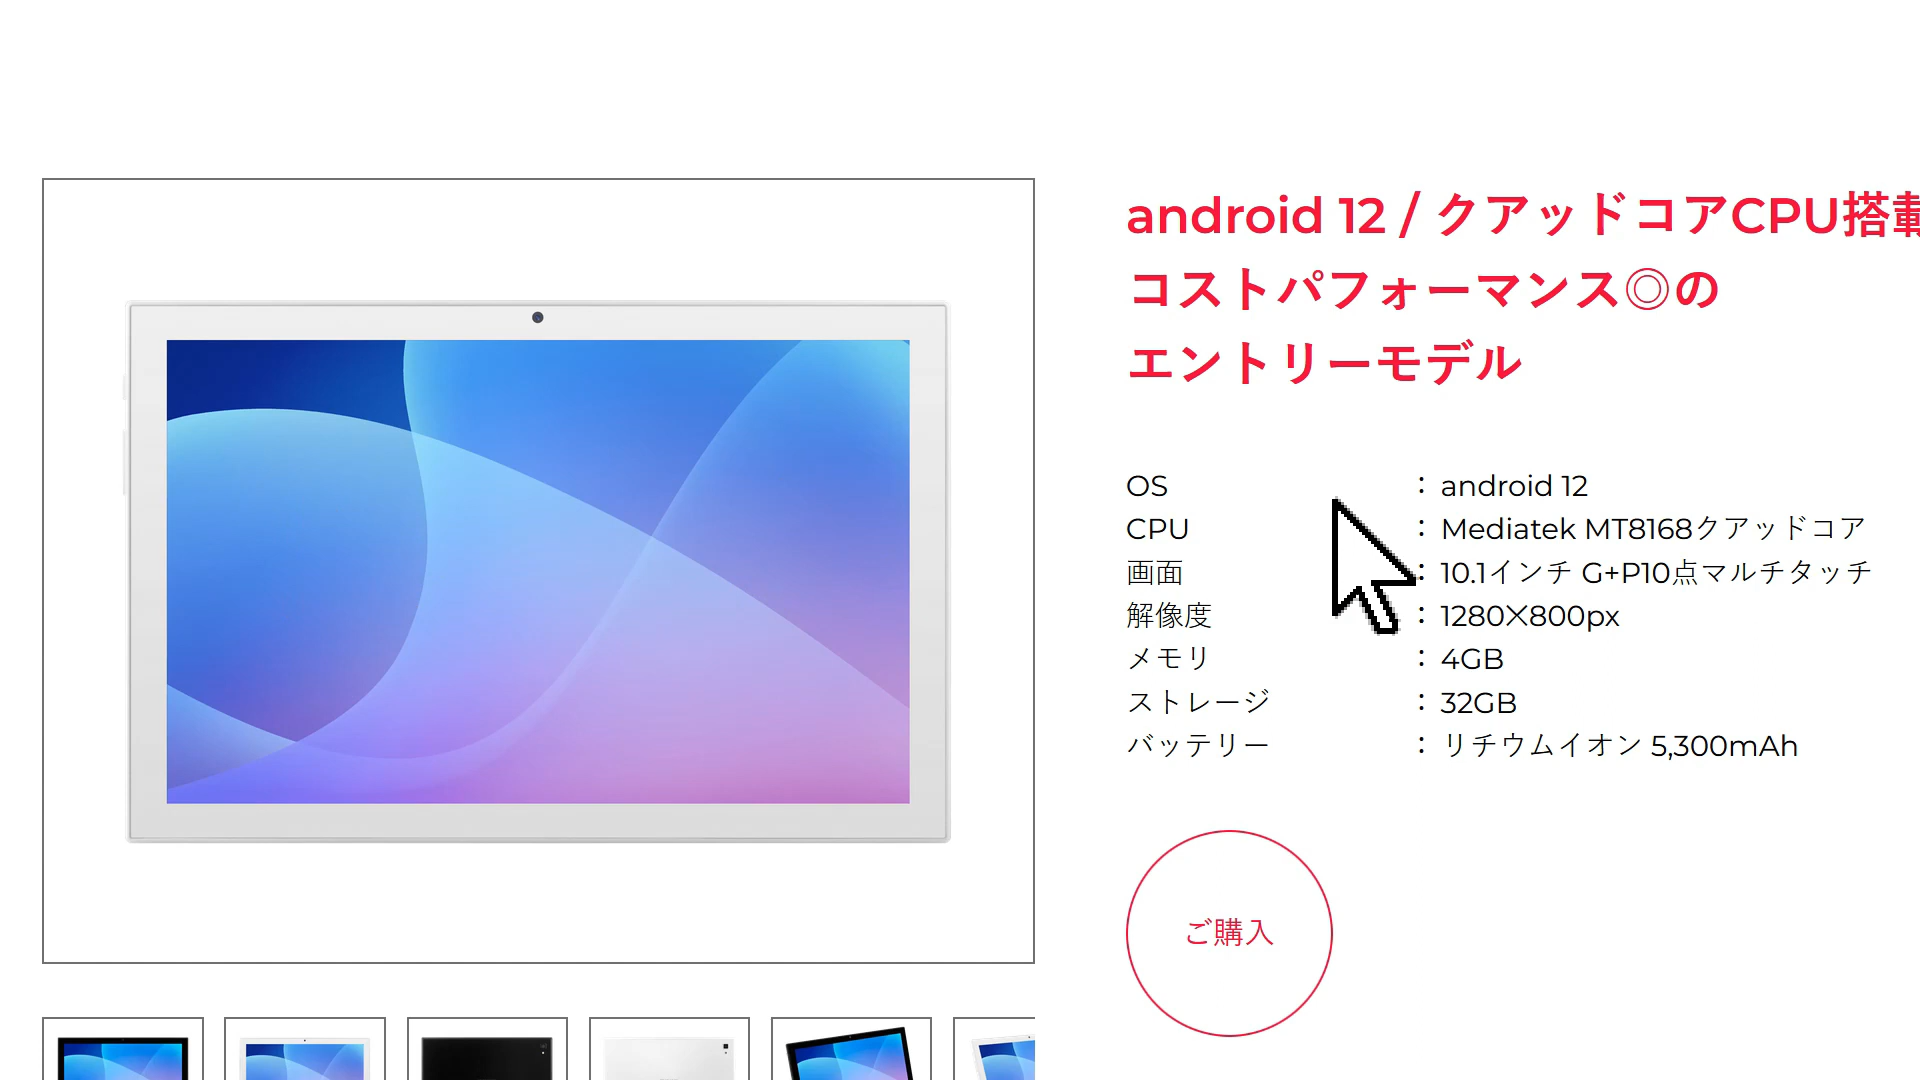 android 12 / クアッドコアCPU搭載
コストパフォーマンス◎の
エントリーモデル
OS : android 12
CPU : Mediatek MT8168クアッドコア
画面 : 10.1インチ G+P10点マルチタッチ
解像度 : 1280×800px
メモリ : 4GB
ストレージ : 32GB
バッテリー : リチウムイオン 5,300mAh
ご購入